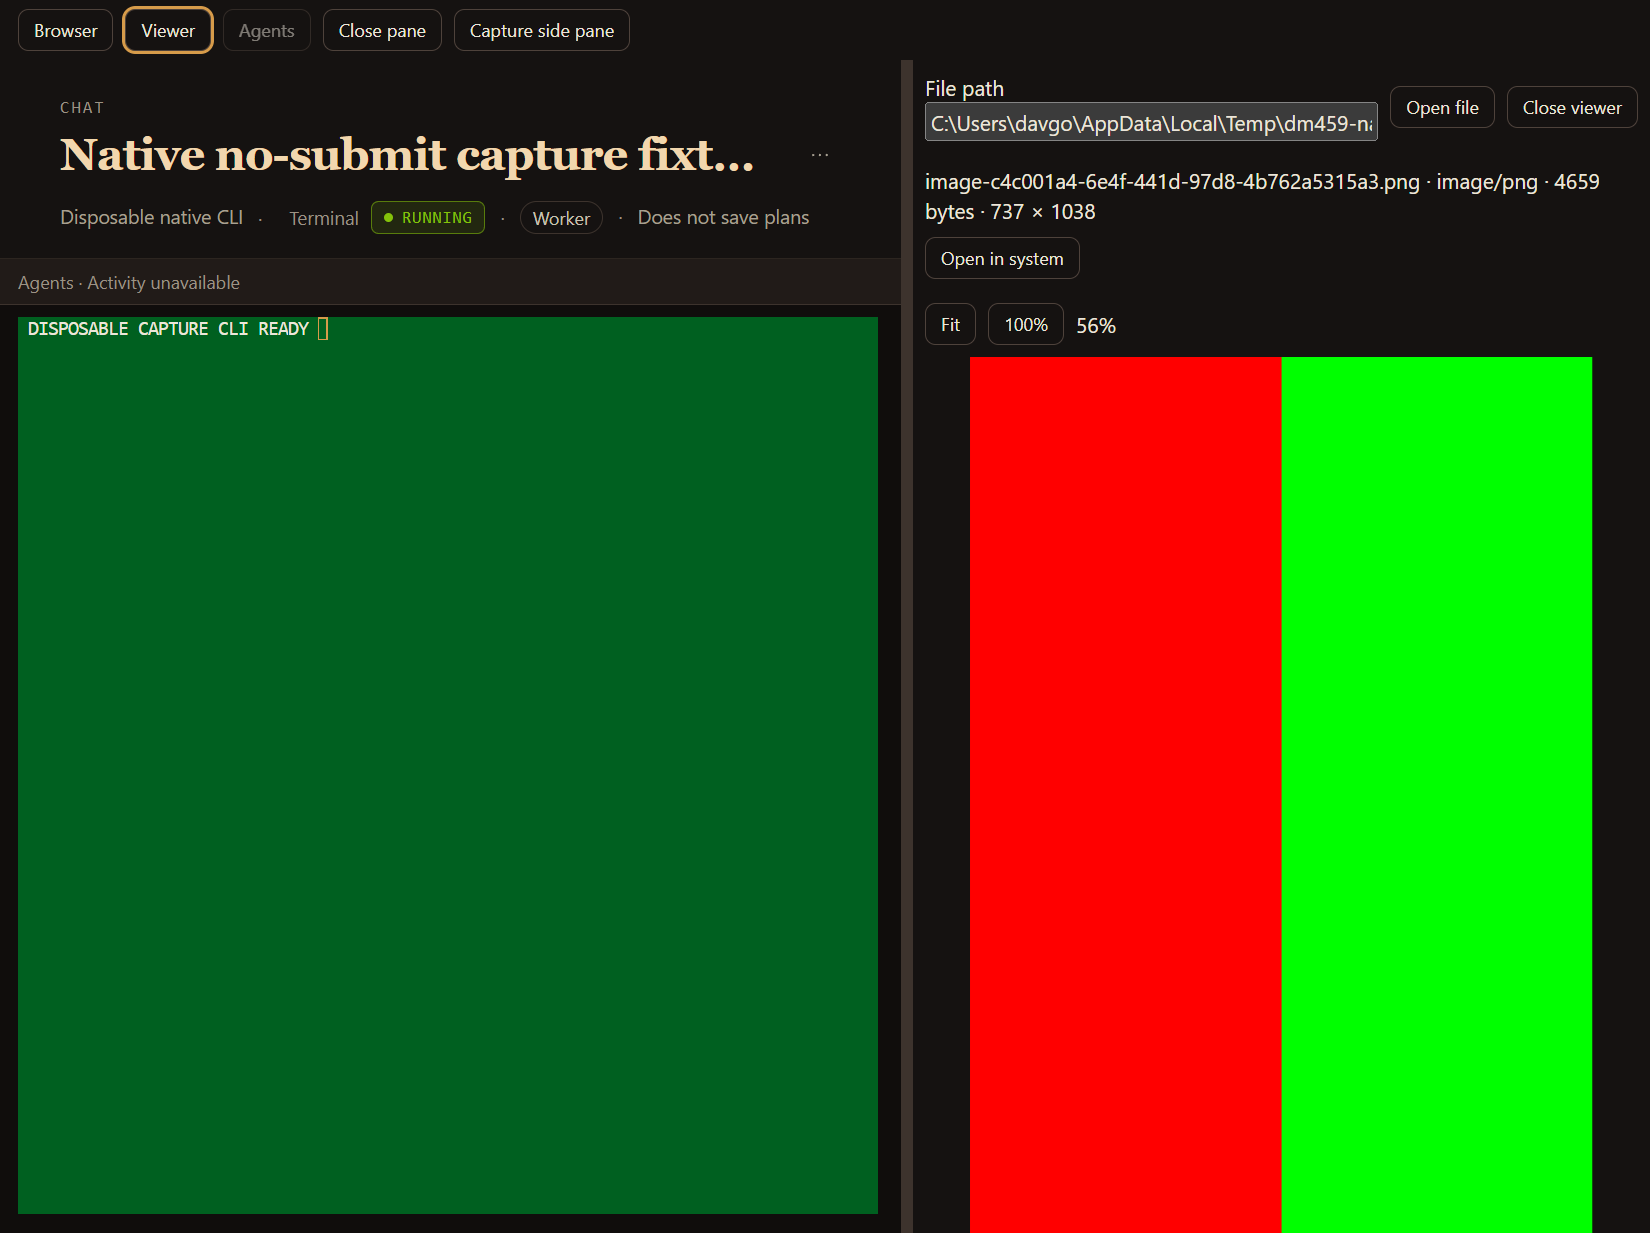 Browser Viewer Agents Close pane Capture side pane
CHAT
Native no-submit capture fixt...
...
Disposable native CLI · Terminal RUNNING · Worker · Does not save plans
Agents · Activity unavailable
DISPOSABLE CAPTURE CLI READY
File path
C:\Users\davgo\AppData\Local\Temp\dm459-na
Open file Close viewer
image-c4c001a4-6e4f-441d-97d8-4b762a5315a3.png · image/png · 4659
bytes · 737 × 1038
Open in system
Fit 100% 56%